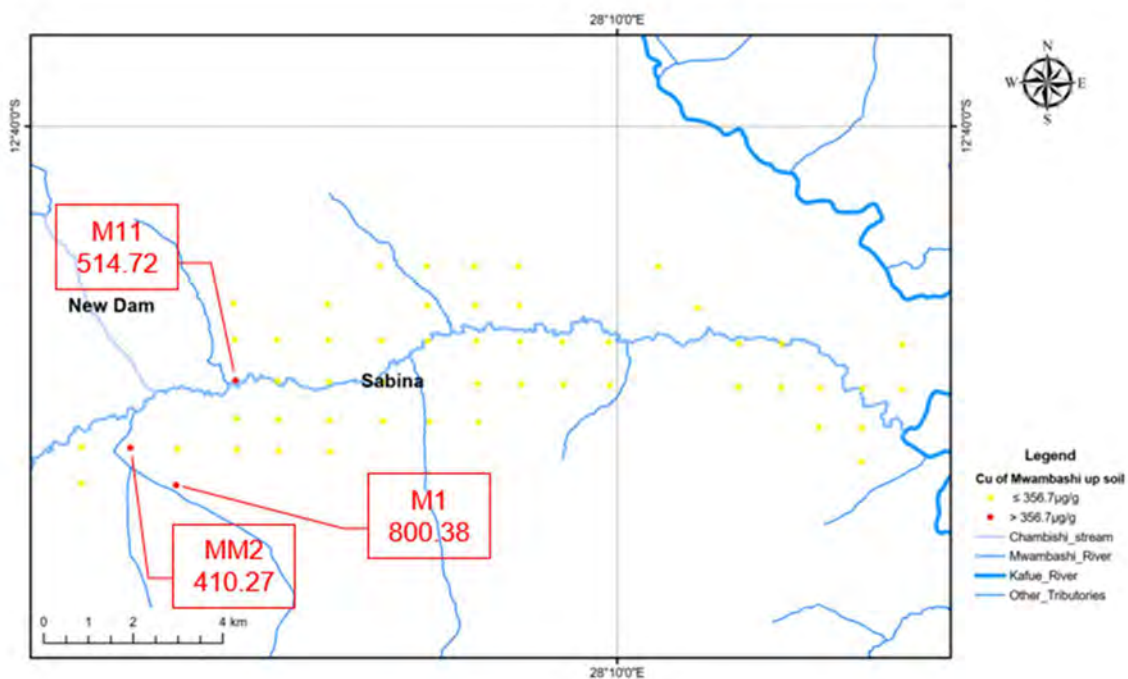 28°10'0"E
N
W
E
S
12°40'0"S
12°40'0"S
M11
514.72
New Dam
Sabina
M1
800.38
MM2
410.27
0 2 4 km
28°10'0"E
Legend
Cu of Mwambashi up soil
≤ 356.7µg/g
> 356.7µg/g
Chambishi_stream
Mwambashi_River
Kafue_River
Other_Tributories